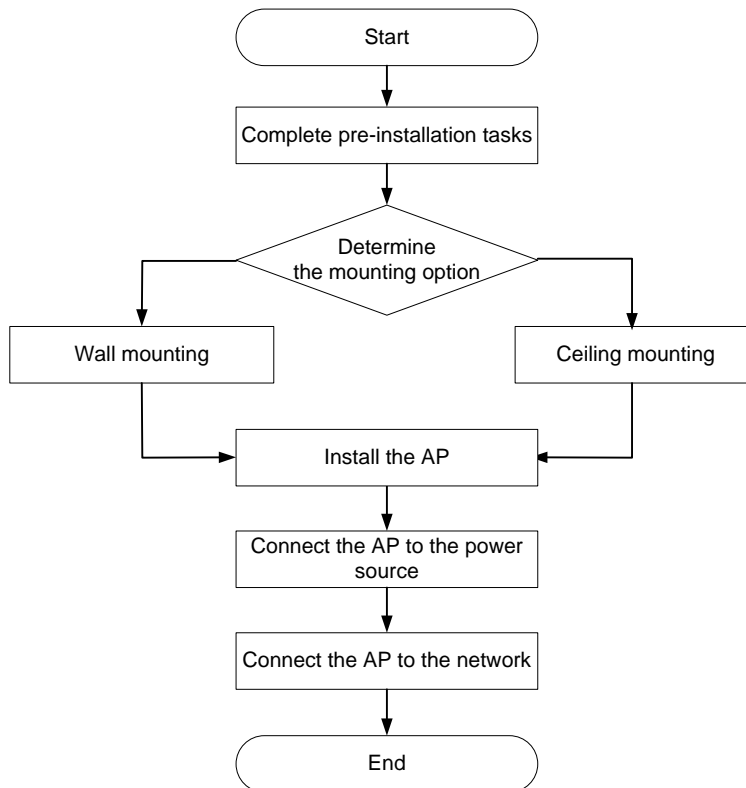 Start
Complete pre-installation tasks
Determine
the mounting option
Wall mounting
Ceiling mounting
Install the AP
Connect the AP to the power
source
Connect the AP to the network
End